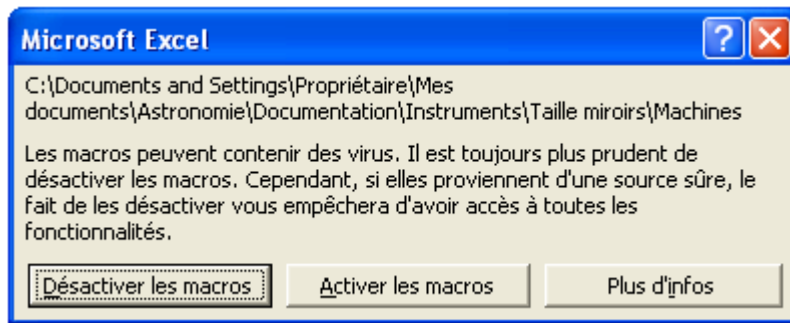 Microsoft Excel
C:\Documents and Settings\Propriétaire\Mes
documents\Astronomie\Documentation\Instruments\Taille miroirs\Machines
Les macros peuvent contenir des virus. Il est toujours plus prudent de
désactiver les macros. Cependant, si elles proviennent d'une source sûre, le
fait de les désactiver vous empêchera d'avoir accès à toutes les
fonctionnalités.
Désactiver les macros Activer les macros Plus d'infos